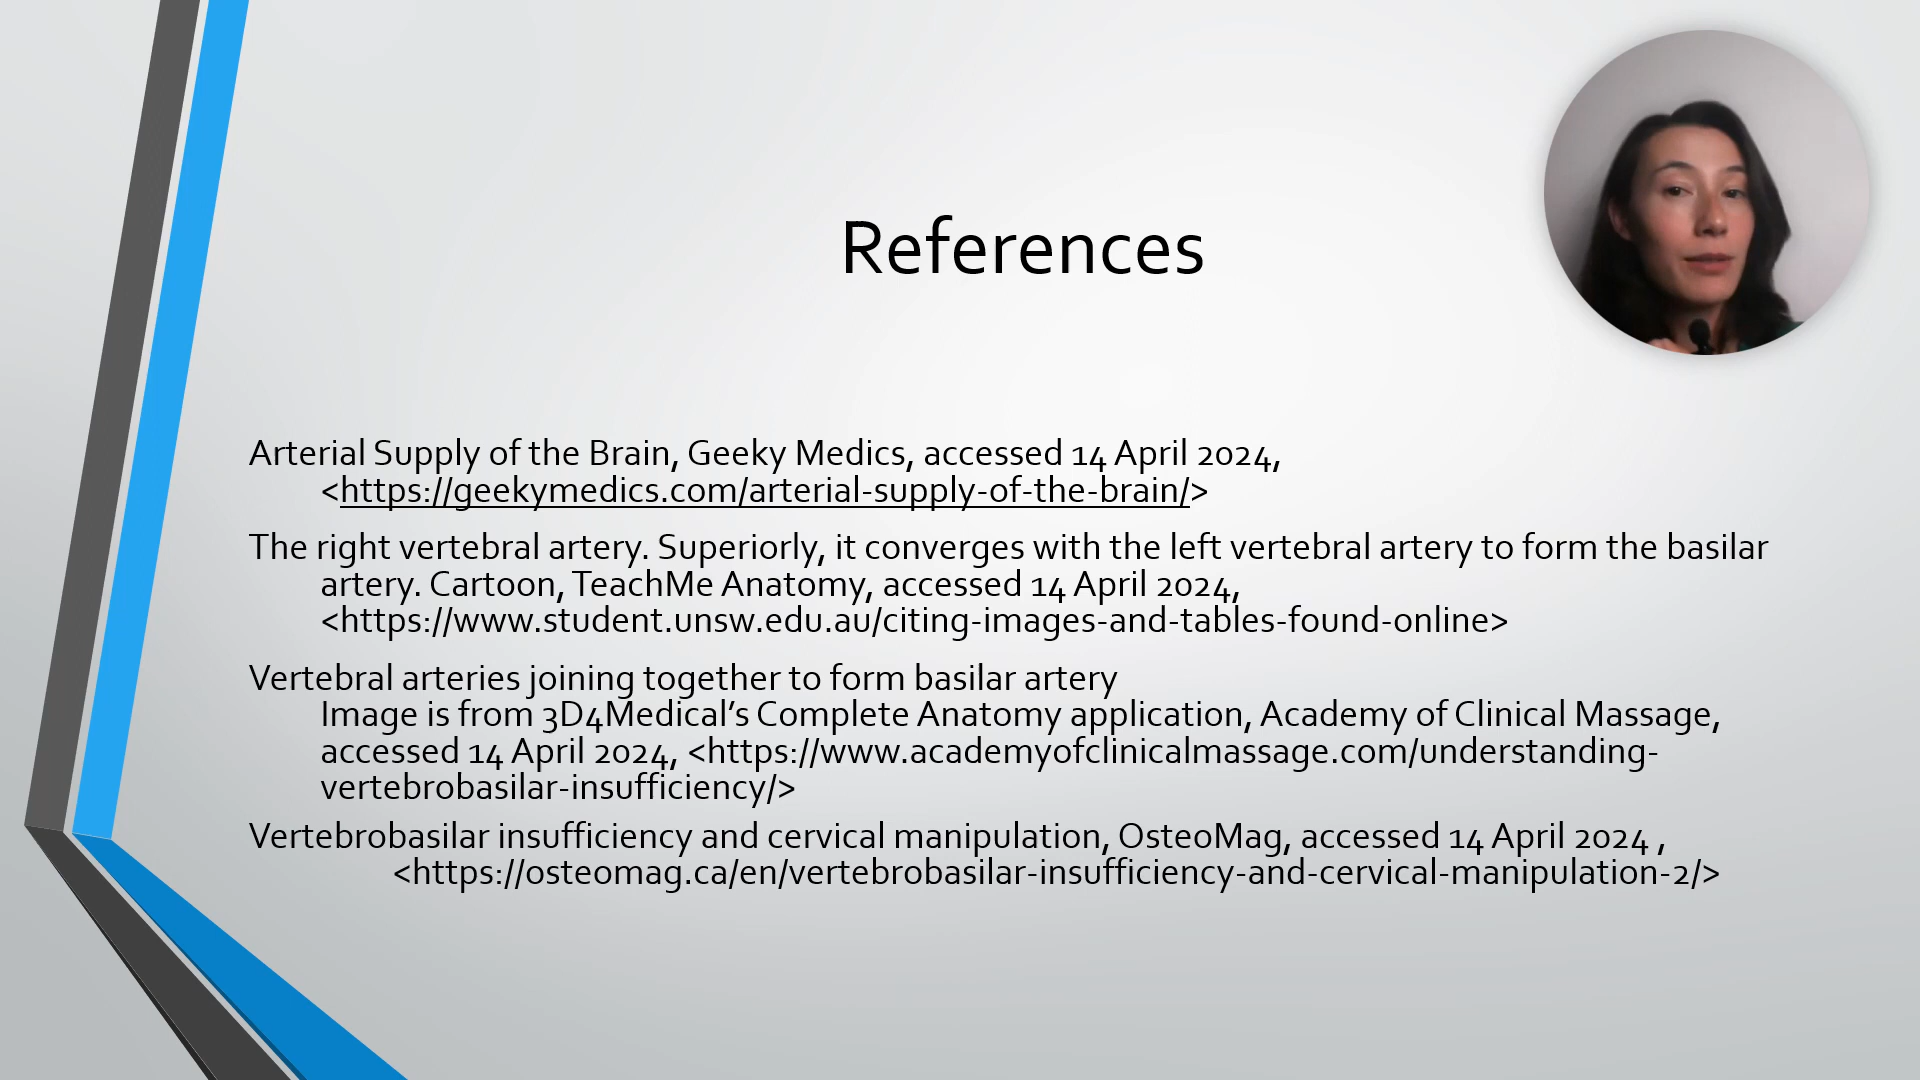 References
Arterial Supply of the Brain, Geeky Medics, accessed 14 April 2024,
<https://geekymedics.com/arterial-supply-of-the-brain/>
The right vertebral artery. Superiorly, it converges with the left vertebral artery to form the basilar
artery. Cartoon, TeachMe Anatomy, accessed 14 April 2024,
<https://www.student.unsw.edu.au/citing-images-and-tables-found-online>
Vertebral arteries joining together to form basilar artery
Image is from 3D4Medical’s Complete Anatomy application, Academy of Clinical Massage,
accessed 14 April 2024, <https://www.academyofclinicalmassage.com/understanding-
vertebrobasilar-insufficiency/>
Vertebrobasilar insufficiency and cervical manipulation, OsteoMag, accessed 14 April 2024 ,
<https://osteomag.ca/en/vertebrobasilar-insufficiency-and-cervical-manipulation-2/>